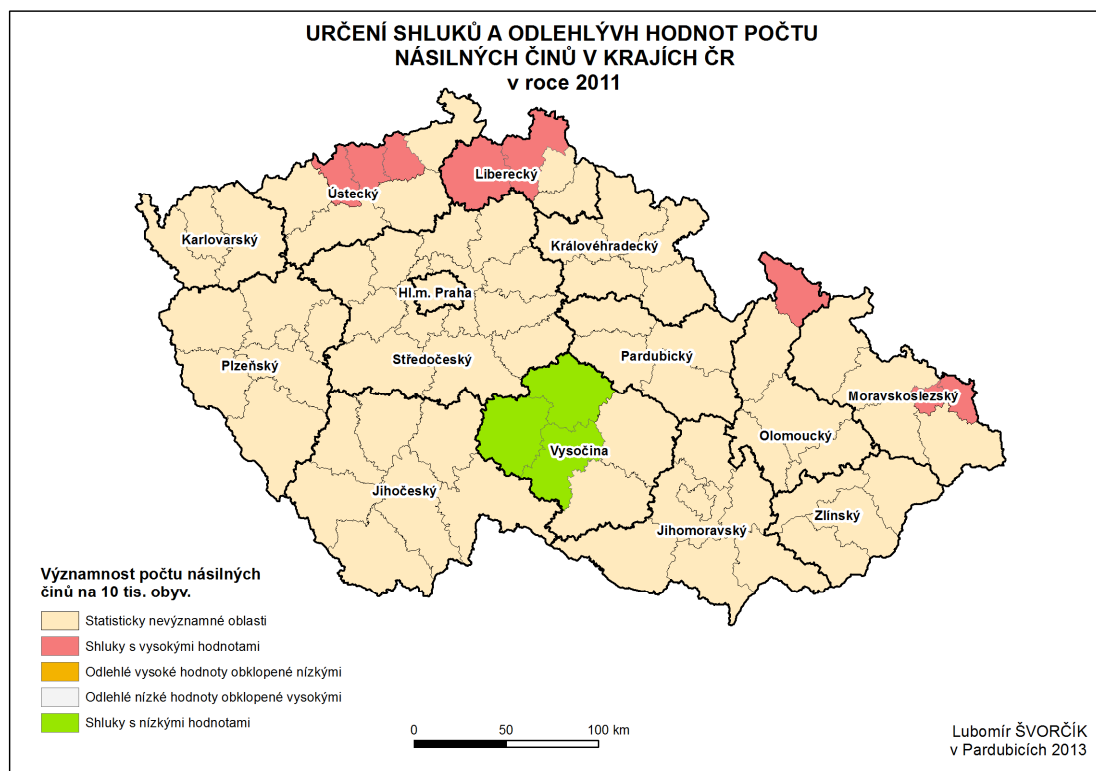 URČENÍ SHLUKŮ A ODLEHLÝVH HODNOT POČTU
NÁSILNÝCH ČINŮ V KRAJÍCH ČR
v roce 2011
Liberecký
Ústecký
Karlovarský
Královéhradecký
Hl.m. Praha
Středočeský
Pardubický
Plzeňský
Moravskoslezský
Olomoucký
Vysočina
Jihočeský
Zlínský
Jihomoravský
Významnost počtu násilných
činů na 10 tis. obyv.
Statisticky nevýznamné oblasti
Shluky s vysokými hodnotami
Odlehlé vysoké hodnoty obklopené nízkými
Odlehlé nízké hodnoty obklopené vysokými
Shluky s nízkými hodnotami
0 50 100 km
Lubomír ŠVORČÍK
v Pardubicích 2013